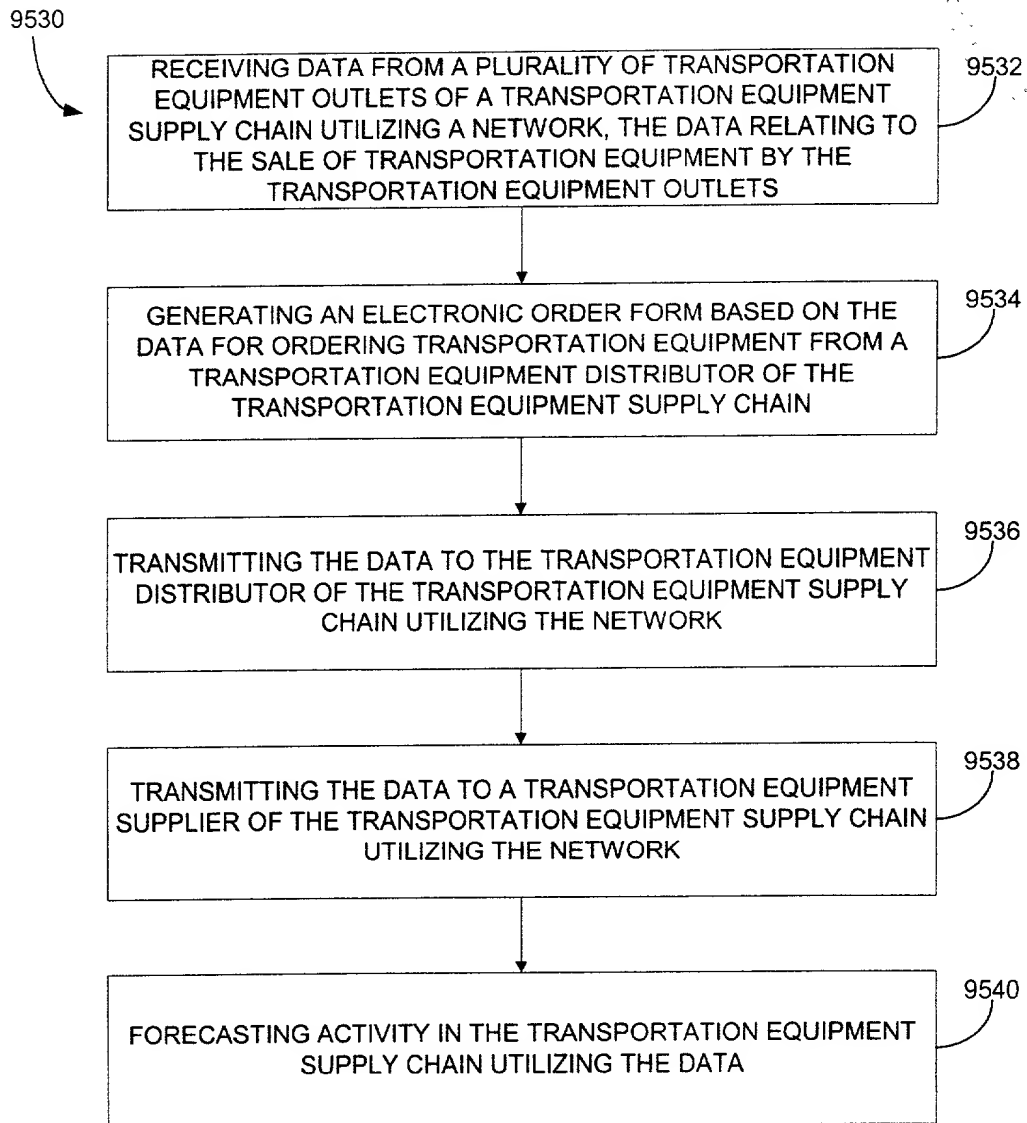 9530
RECEIVING DATA FROM A PLURALITY OF TRANSPORTATION
EQUIPMENT OUTLETS OF A TRANSPORTATION EQUIPMENT
SUPPLY CHAIN UTILIZING A NETWORK, THE DATA RELATING TO
THE SALE OF TRANSPORTATION EQUIPMENT BY THE
TRANSPORTATION EQUIPMENT OUTLETS
9532
GENERATING AN ELECTRONIC ORDER FORM BASED ON THE
DATA FOR ORDERING TRANSPORTATION EQUIPMENT FROM A
TRANSPORTATION EQUIPMENT DISTRIBUTOR OF THE
TRANSPORTATION EQUIPMENT SUPPLY CHAIN
9534
TRANSMITTING THE DATA TO THE TRANSPORTATION EQUIPMENT
DISTRIBUTOR OF THE TRANSPORTATION EQUIPMENT SUPPLY
CHAIN UTILIZING THE NETWORK
9536
TRANSMITTING THE DATA TO A TRANSPORTATION EQUIPMENT
SUPPLIER OF THE TRANSPORTATION EQUIPMENT SUPPLY CHAIN
UTILIZING THE NETWORK
9538
FORECASTING ACTIVITY IN THE TRANSPORTATION EQUIPMENT
SUPPLY CHAIN UTILIZING THE DATA
9540